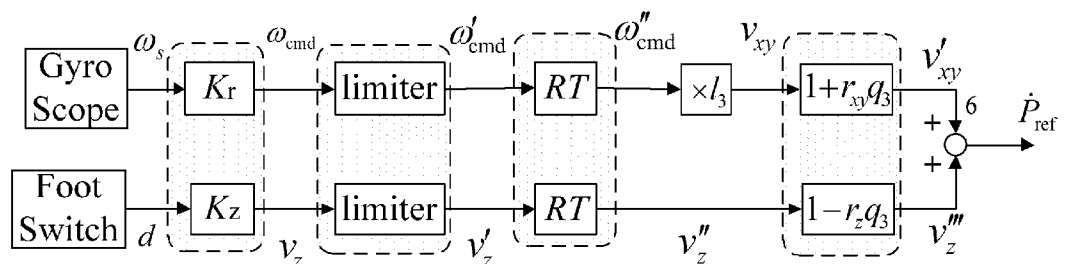 Gyro
Scope
ω_s
K_r
ω_cmd
limiter
ω′_cmd
RT
ω″_cmd
×l_3
v_xy
1+r_xy q_3
v′_xy
6
+
+
Ṗ_ref
Foot
Switch
d
K_z
v_z
limiter
v′_z
RT
v″_z
1−r_z q_3
v‴_z